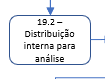 19.2 –
Distribuição
interna para
análise